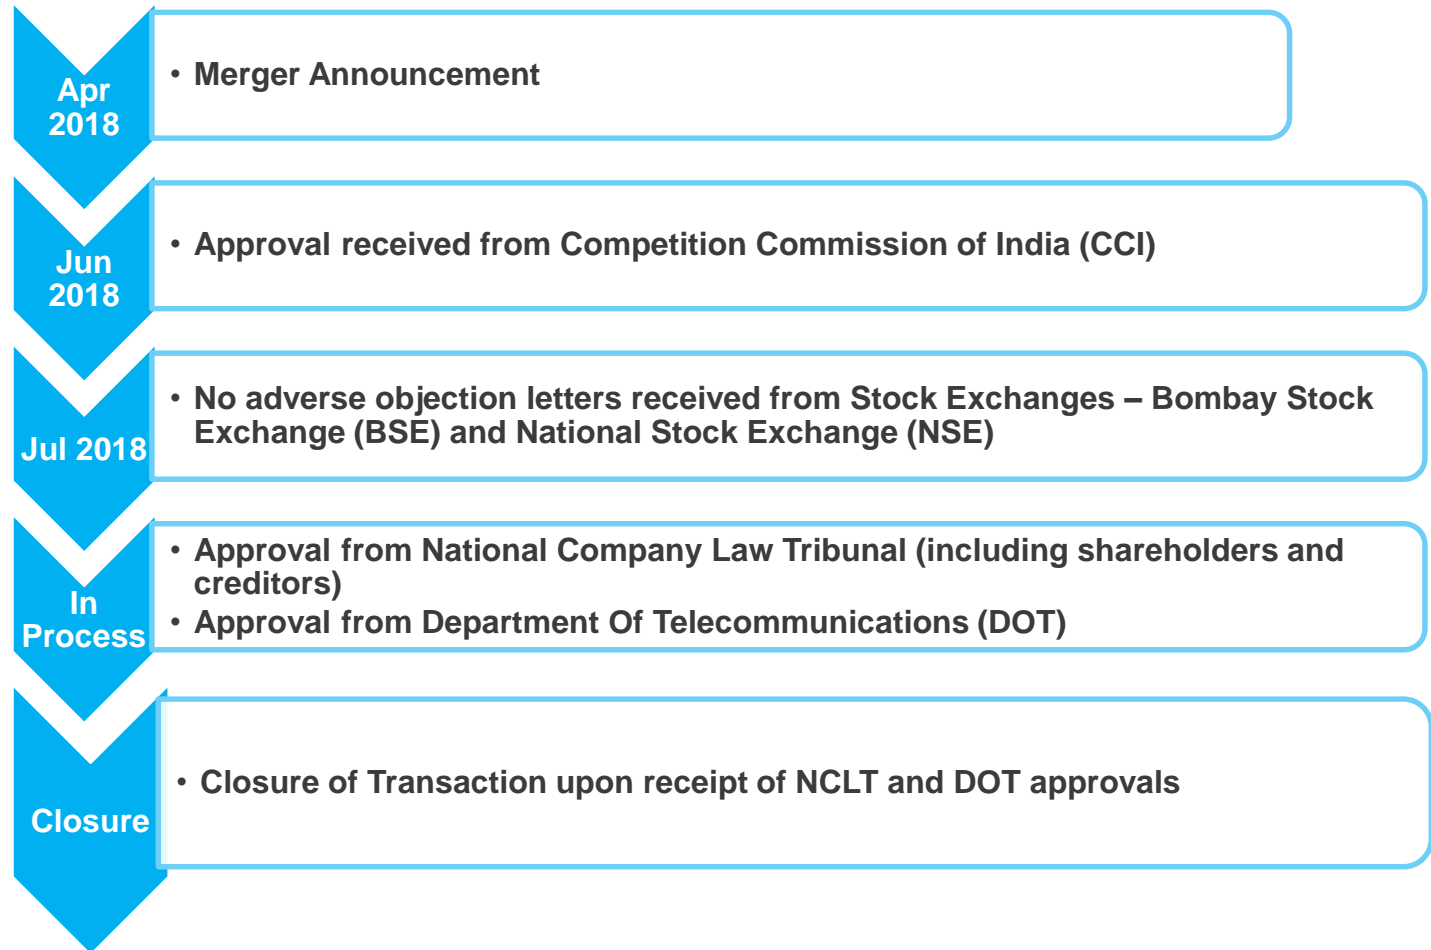 Apr
2018
• Merger Announcement
Jun
2018
• Approval received from Competition Commission of India (CCI)
Jul 2018
• No adverse objection letters received from Stock Exchanges – Bombay Stock
Exchange (BSE) and National Stock Exchange (NSE)
In
Process
• Approval from National Company Law Tribunal (including shareholders and
creditors)
• Approval from Department Of Telecommunications (DOT)
Closure
• Closure of Transaction upon receipt of NCLT and DOT approvals